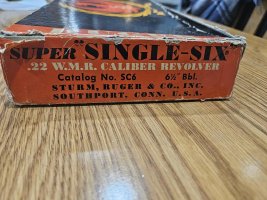 SUPER "SINGLE-SIX"
.22 W.M.R. CALIBER REVOLVER
Catalog No. SC6 6½" Bbl.
STURM, RUGER & CO., INC.
SOUTHPORT, CONN. U.S.A.